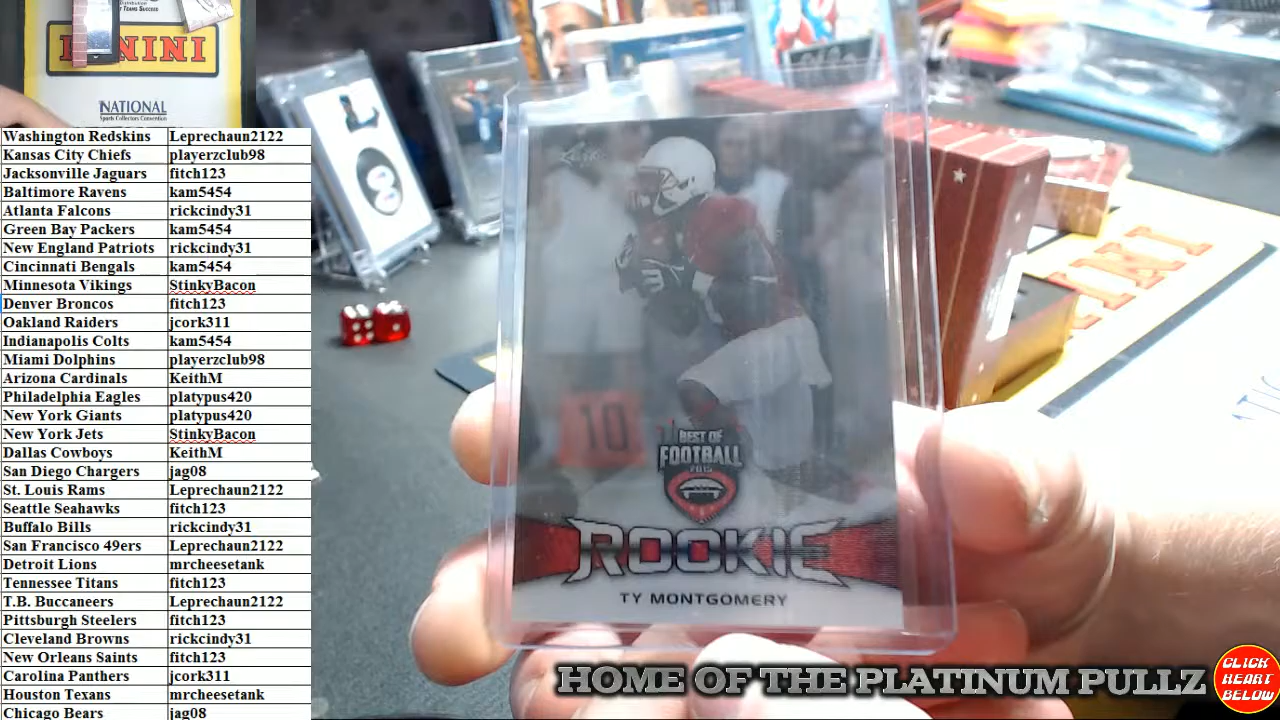 PANINI
NATIONAL
Sports Collectors Convention
Washington Redskins Leprechaun2122
Kansas City Chiefs playerzclub98
Jacksonville Jaguars fitch123
Baltimore Ravens kam5454
Atlanta Falcons rickcindy31
Green Bay Packers kam5454
New England Patriots rickcindy31
Cincinnati Bengals kam5454
Minnesota Vikings StinkyBacon
Denver Broncos fitch123
Oakland Raiders jcork311
Indianapolis Colts kam5454
Miami Dolphins playerzclub98
Arizona Cardinals KeithM
Philadelphia Eagles platypus420
New York Giants platypus420
New York Jets StinkyBacon
Dallas Cowboys KeithM
San Diego Chargers jag08
St. Louis Rams Leprechaun2122
Seattle Seahawks fitch123
Buffalo Bills rickcindy31
San Francisco 49ers Leprechaun2122
Detroit Lions mrcheesetank
Tennessee Titans fitch123
T.B. Buccaneers Leprechaun2122
Pittsburgh Steelers fitch123
Cleveland Browns rickcindy31
New Orleans Saints fitch123
Carolina Panthers jcork311
Houston Texans mrcheesetank
Chicago Bears jag08
Leaf
10
BEST OF
FOOTBALL
2015
ROOKIE
TY MONTGOMERY
HOME OF THE PLATINUM PULLZ
CLICK
HEART
BELOW